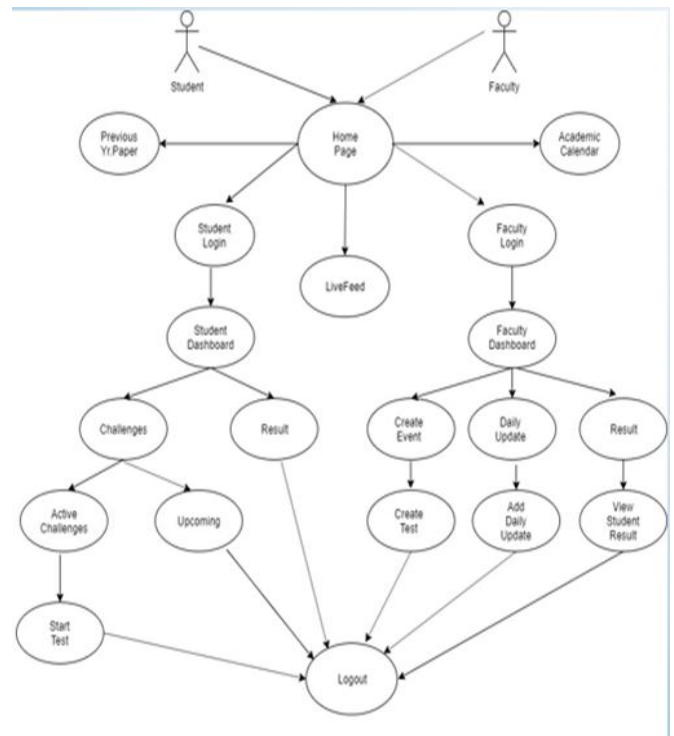 Student
Faculty
Previous
Yr.Paper
Home
Page
Academic
Calendar
Student
Login
Faculty
Login
LiveFeed
Student
Dashboard
Faculty
Dashboard
Challenges
Result
Create
Event
Daily
Update
Result
Active
Challenges
Upcoming
Create
Test
Add
Daily
Update
View
Student
Result
Start
Test
Logout